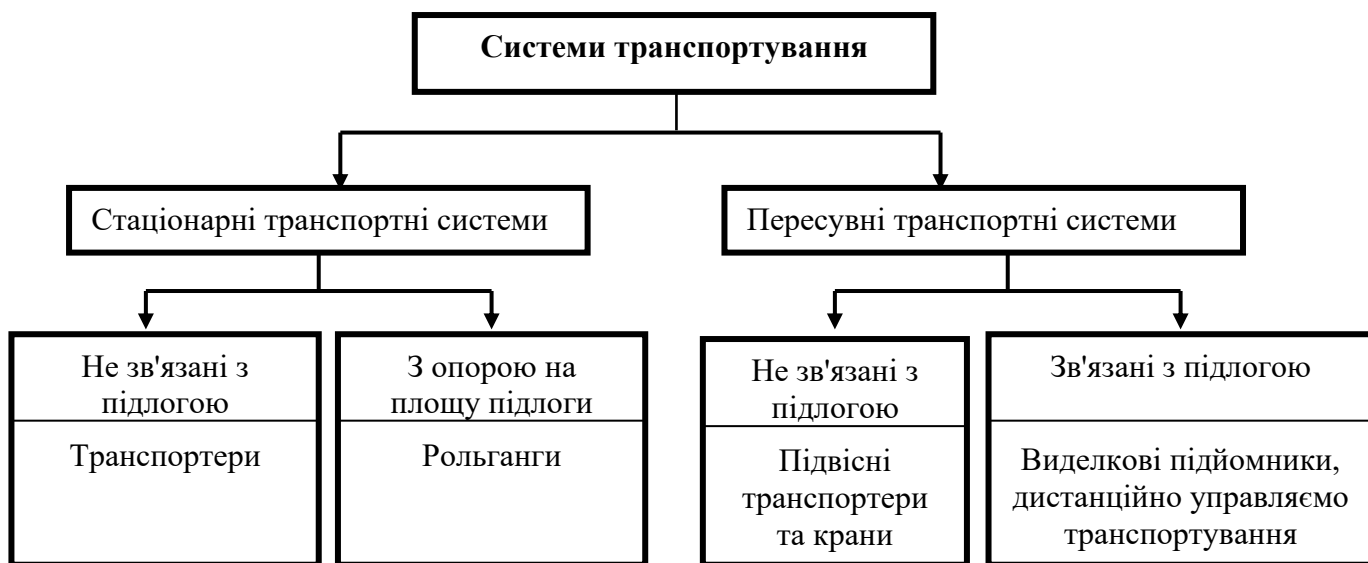 Системи транспортування
Стаціонарні транспортні системи
Пересувні транспортні системи
Не зв'язані з
підлогою
Транспортери
З опорою на
площу підлоги
Рольганги
Не зв'язані з
підлогою
Підвісні
транспортери
та крани
Зв'язані з підлогою
Виделкові підйомники,
дистанційно управляємо
транспортування